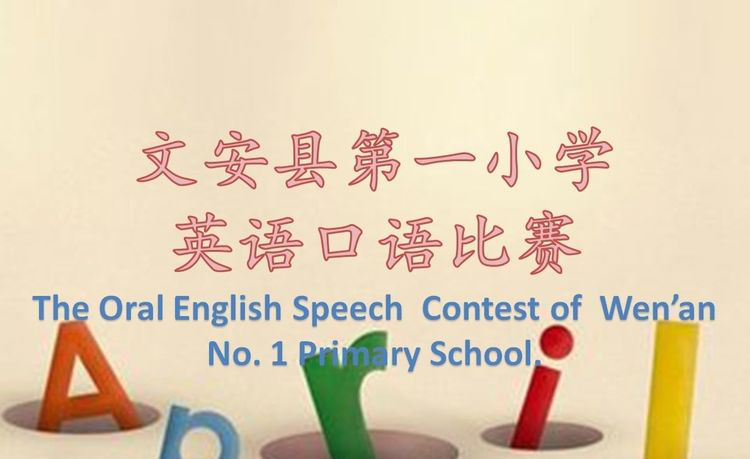 文安县第一小学
英语口语比赛
The Oral English Speech  Contest of  Wen’an
No. 1 Primary School.
April